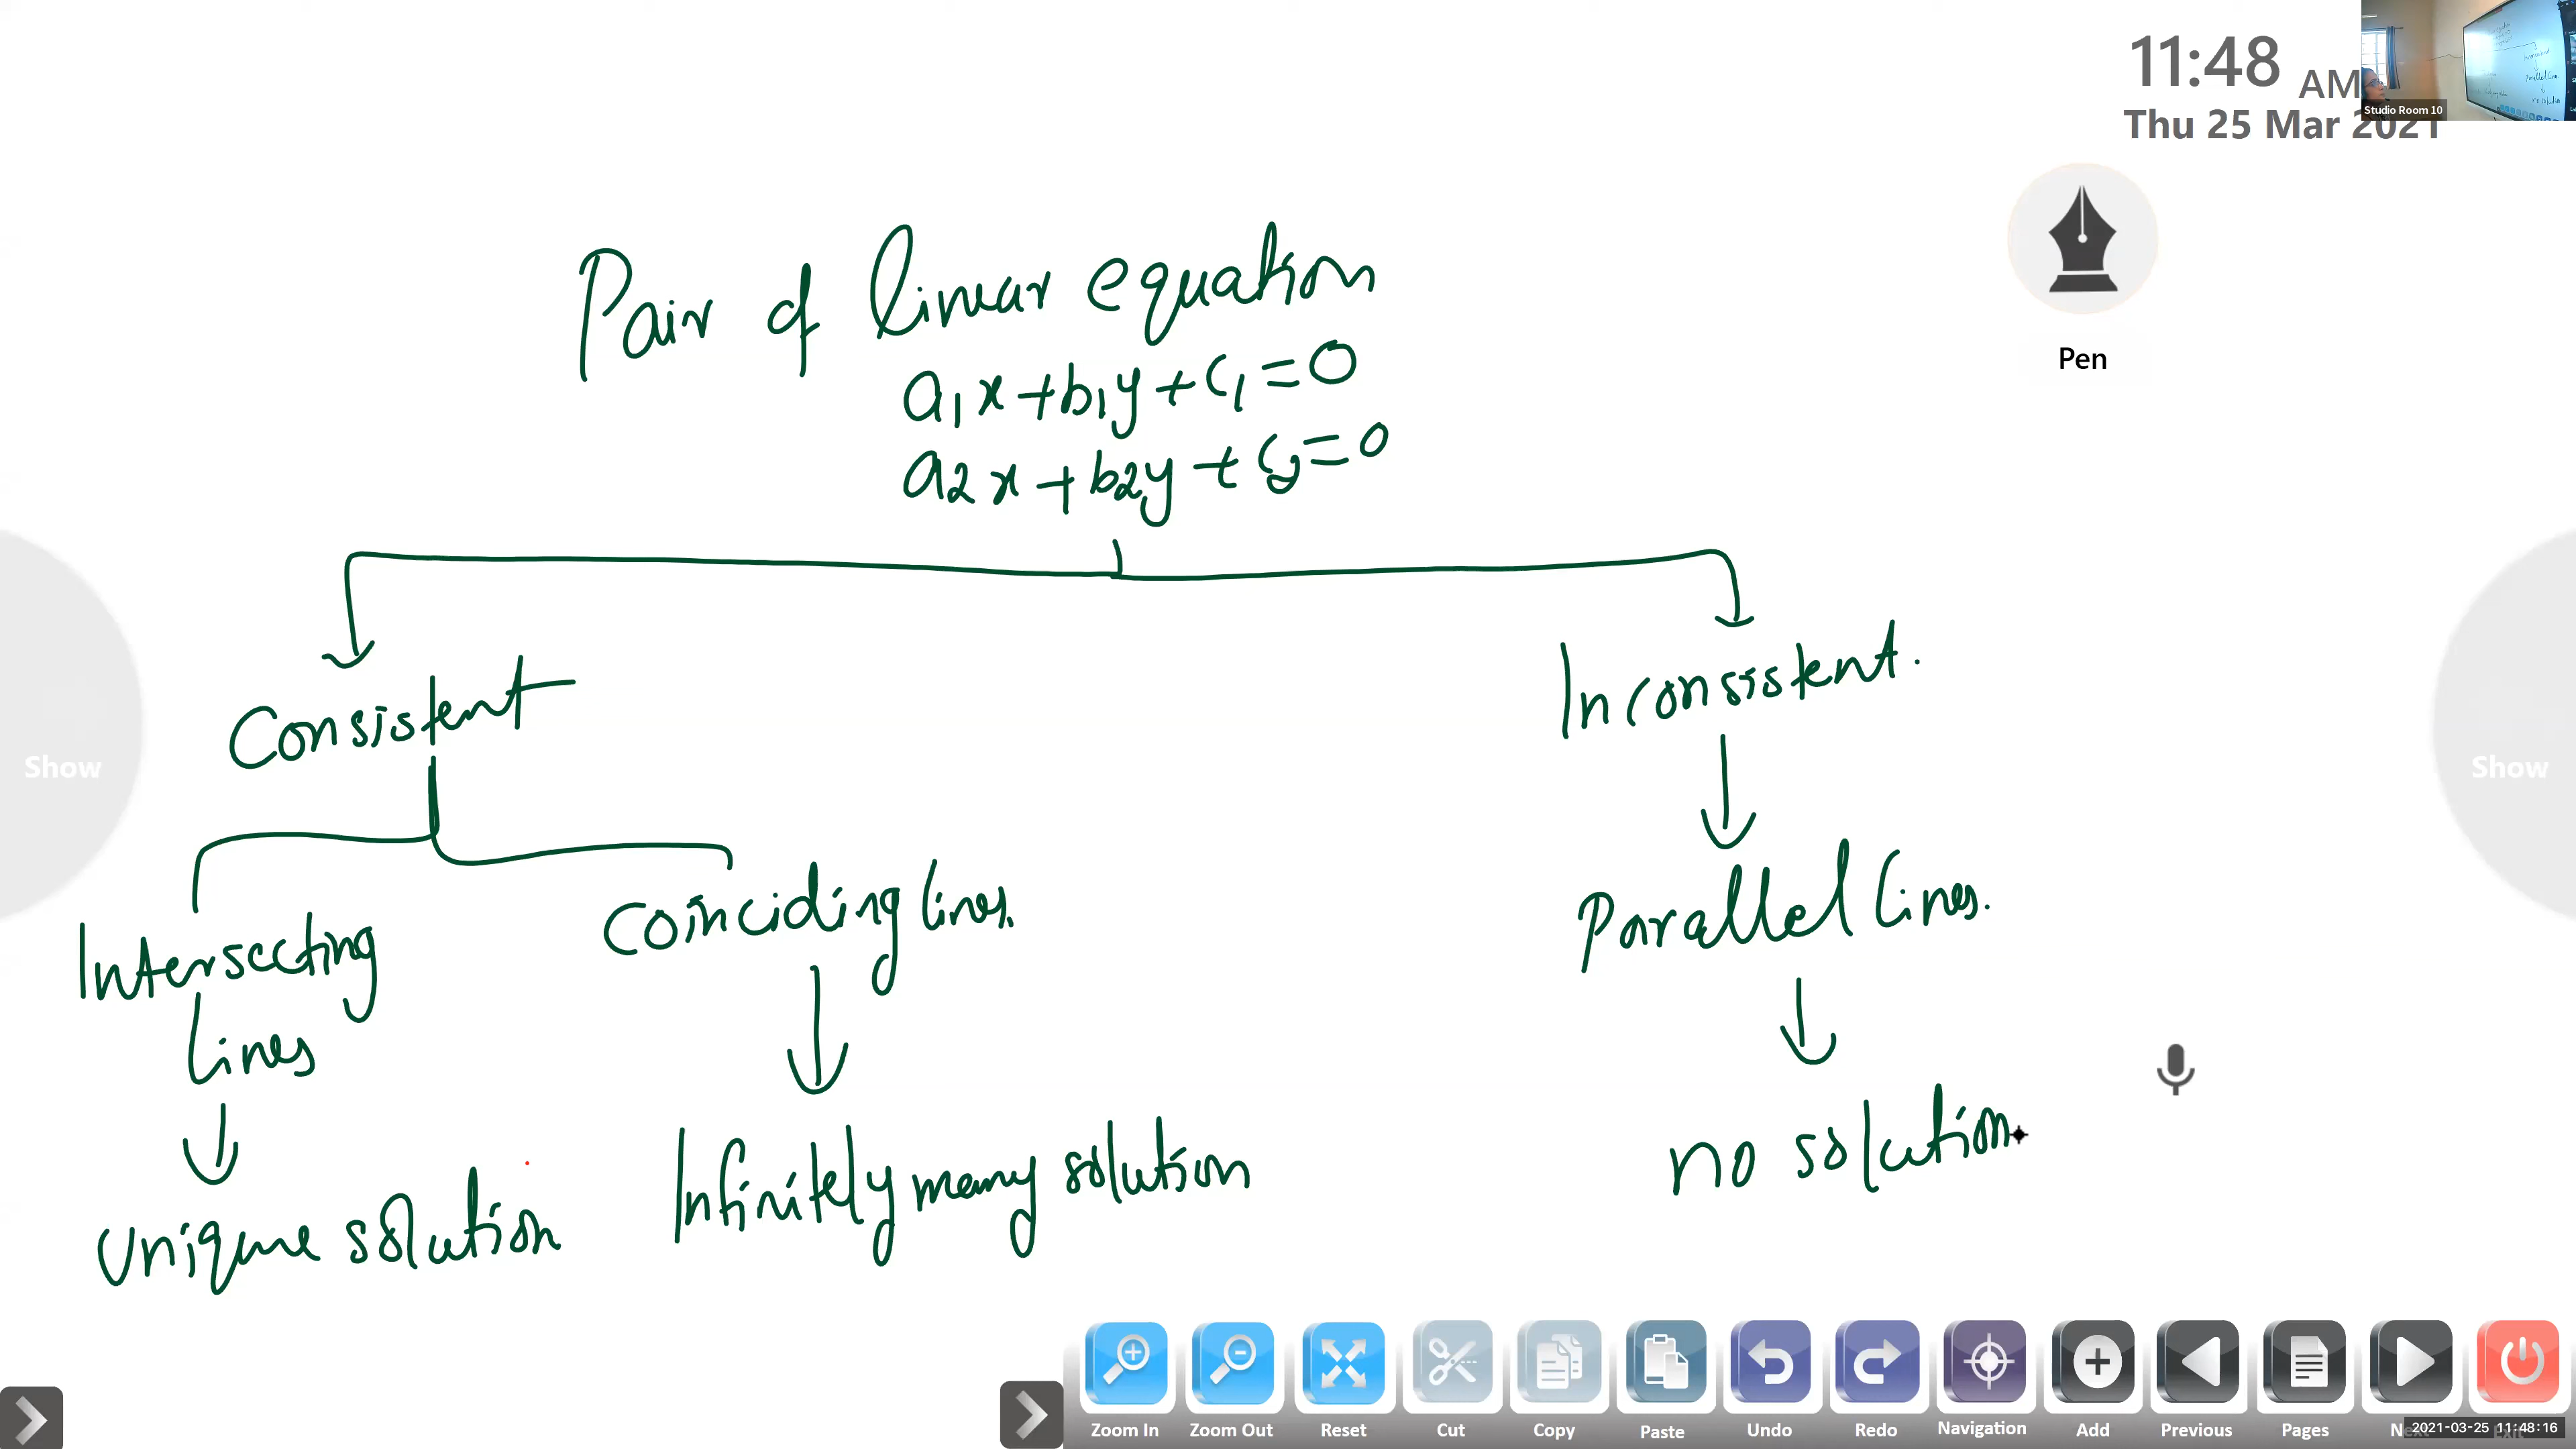 11:48 AM
Thu 25 Mar 2021
Studio Room 10
Pen
Pair of linear equation
a₁x+b₁y+c₁=0
a₂x+b₂y+c₂=0
Consistent
Inconsistent.
Intersecting
lines
Coinciding lines.
Parallel lines.
unique solution
Infinitely many solution
no solution.
Show
Show
Zoom In
Zoom Out
Reset
Cut
Copy
Paste
Undo
Redo
Navigation
Add
Previous
Pages
2021-03-25 11:48:16